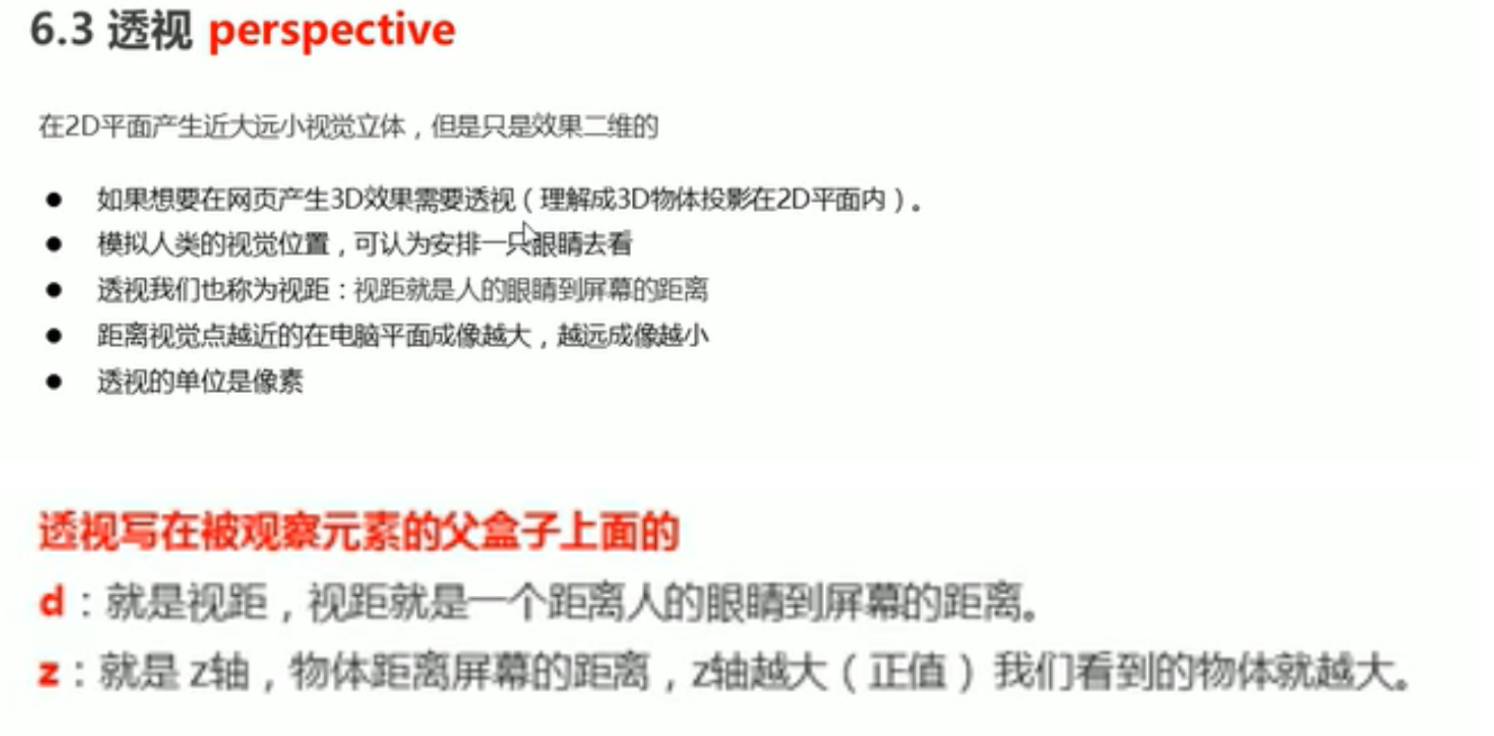 6.3 透视 perspective
在2D平面产生近大远小视觉立体，但是只是效果二维的
● 如果想要在网页产生3D效果需要透视（理解成3D物体投影在2D平面内）。
● 模拟人类的视觉位置，可认为安排一只眼睛去看
● 透视我们也称为视距：视距就是人的眼睛到屏幕的距离
● 距离视觉点越近的在电脑平面成像越大，越远成像越小
● 透视的单位是像素
透视写在被观察元素的父盒子上面的
d：就是视距，视距就是一个距离人的眼睛到屏幕的距离。
z：就是 z轴，物体距离屏幕的距离，z轴越大（正值） 我们看到的物体就越大。